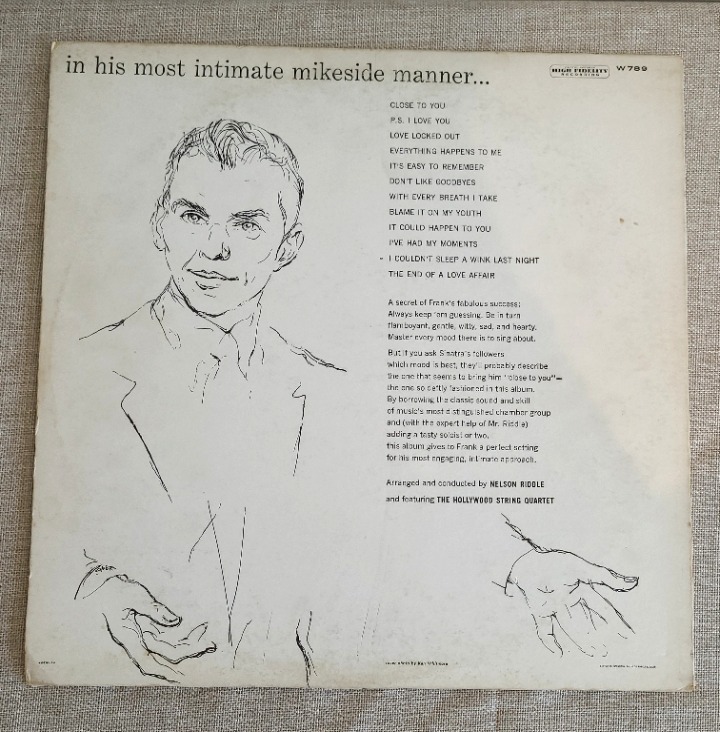 in his most intimate mikeside manner...
HIGH FIDELITY
RECORDING
W789
CLOSE TO YOU
P.S. I LOVE YOU
LOVE LOCKED OUT
EVERYTHING HAPPENS TO ME
IT'S EASY TO REMEMBER
DON'T LIKE GOODBYES
WITH EVERY BREATH I TAKE
BLAME IT ON MY YOUTH
IT COULD HAPPEN TO YOU
I'VE HAD MY MOMENTS
I COULDN'T SLEEP A WINK LAST NIGHT
THE END OF A LOVE AFFAIR
A secret of Frank's fabulous success:
Always keep 'em guessing. Be in turn
flamboyant, gentle, witty, sad, and hearty.
Master every mood there is to sing about.
But if you ask Sinatra's followers
which mood is best, they'll probably describe
the one that seems to bring him "close to you"—
the one so deftly fashioned in this album.
By borrowing the classic sound and skill
of music's most distinguished chamber group
and (with the expert help of Mr. Riddle)
adding a tasty soloist or two,
this album gives to Frank a perfect setting
for his most engaging, intimate approach.
Arranged and conducted by NELSON RIDDLE
and featuring THE HOLLYWOOD STRING QUARTET